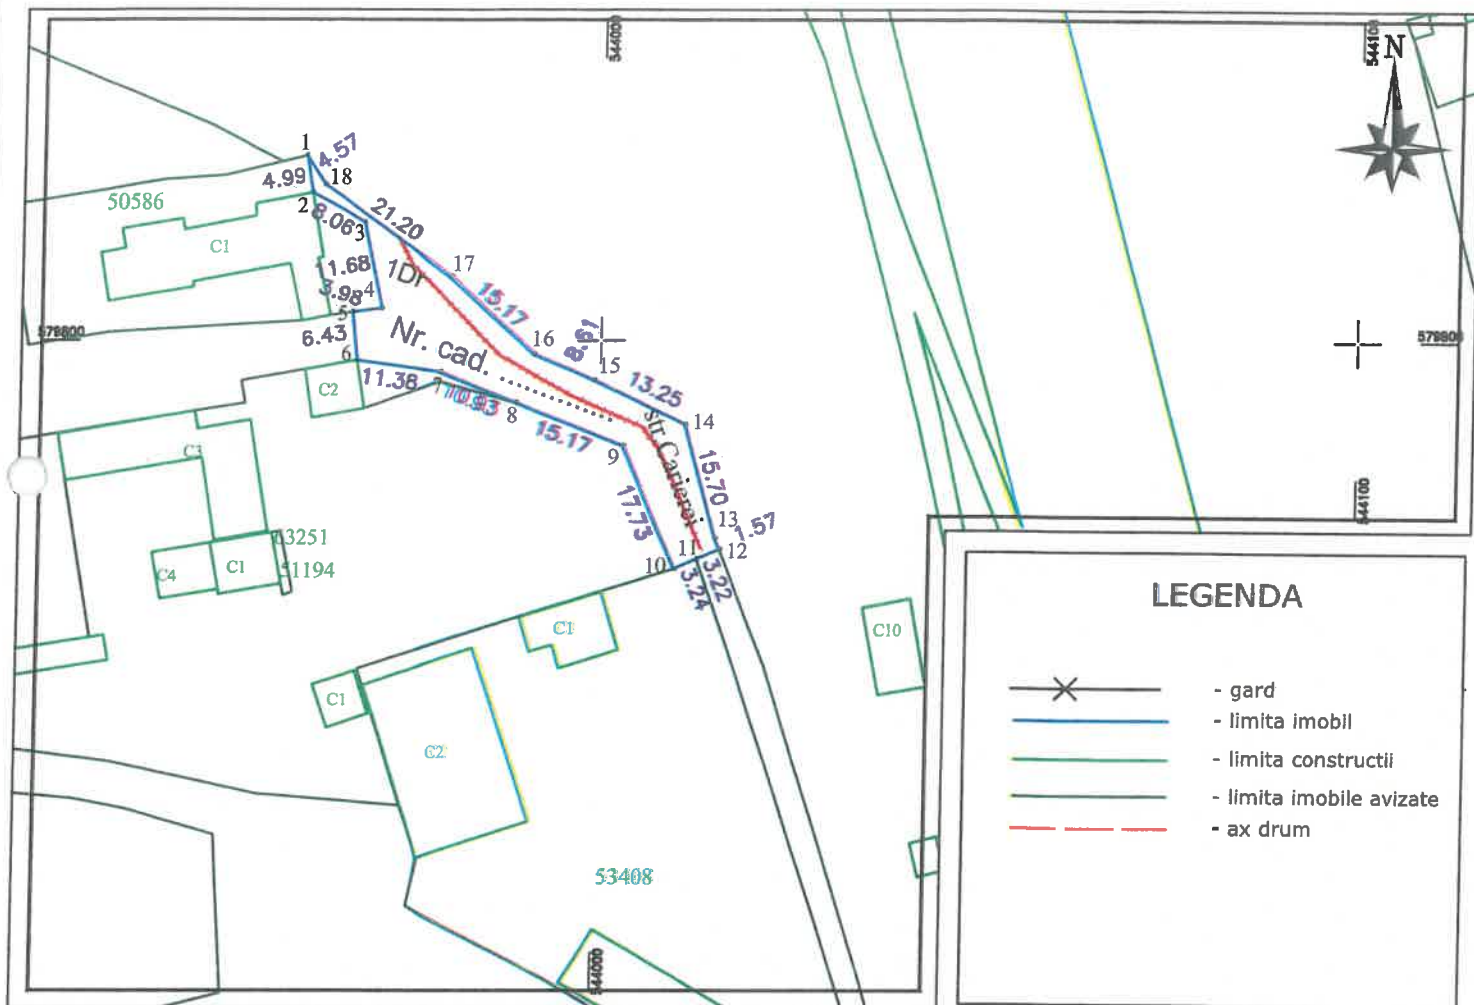 544000
544100
N
1
4.57
4.99
18
50586
2
8.06
21.20
3
C1
11.68
1Dr
17
3.98
4
15.17
5
579800
6.43
Nr. cad. ..............
16
8.61
579800
6
15
11.38
13.25
C2
7
10.93
8
14
15.17
str.Carierei
9
C3
15.70
17.73
544100
13
1.57
63251
11
12
10
3.22
3.24
C4
C1
51194
LEGENDA
C1
C10
C1
- gard
- limita imobil
C2
- limita constructii
- limita imobile avizate
- ax drum
53408
544000